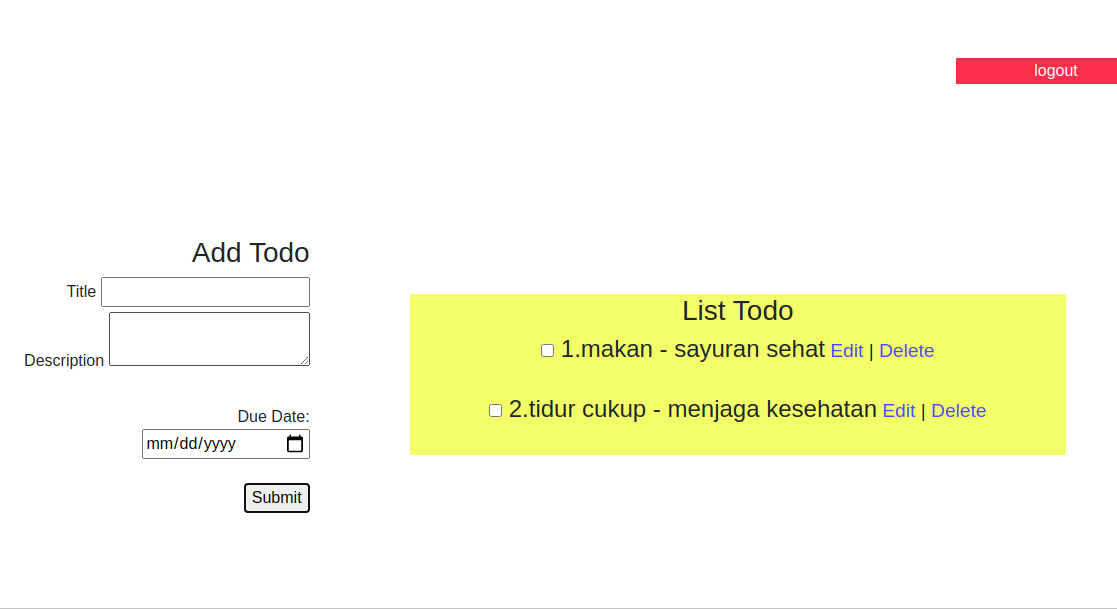 logout
Add Todo
Title
Description
Due Date:
mm/dd/yyyy
Submit
List Todo
1.makan - sayuran sehat Edit | Delete
2.tidur cukup - menjaga kesehatan Edit | Delete